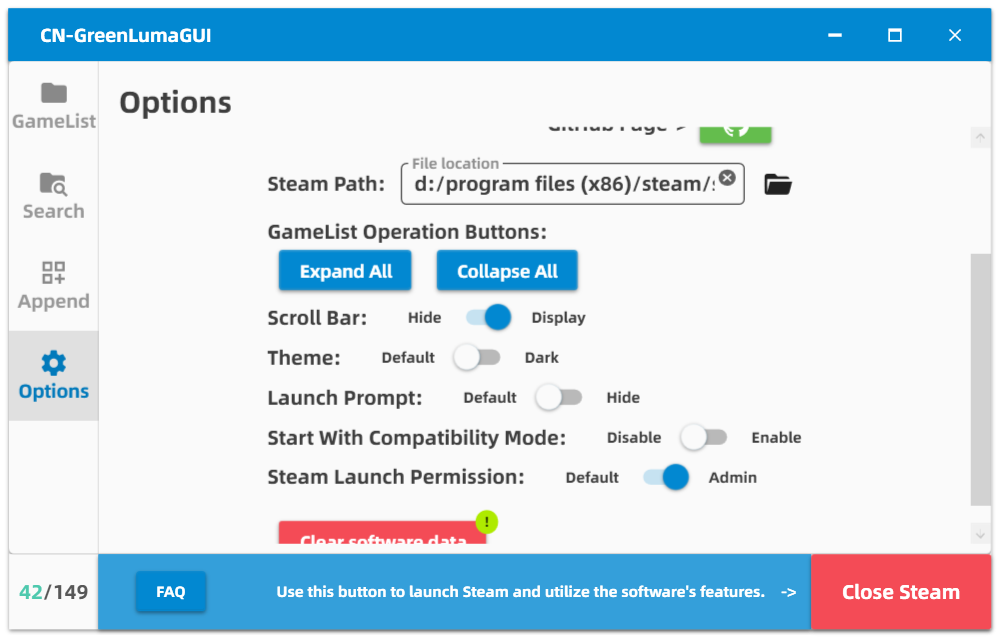 CN-GreenLumaGUI
GameList
Search
Append
Options
Options
GitHub Page >
File location
Steam Path: d:/program files (x86)/steam/
GameList Operation Buttons:
Expand All Collapse All
Scroll Bar: Hide Display
Theme: Default Dark
Launch Prompt: Default Hide
Start With Compatibility Mode: Disable Enable
Steam Launch Permission: Default Admin
!
Clear software data
42/149
FAQ
Use this button to launch Steam and utilize the software's features. ->
Close Steam